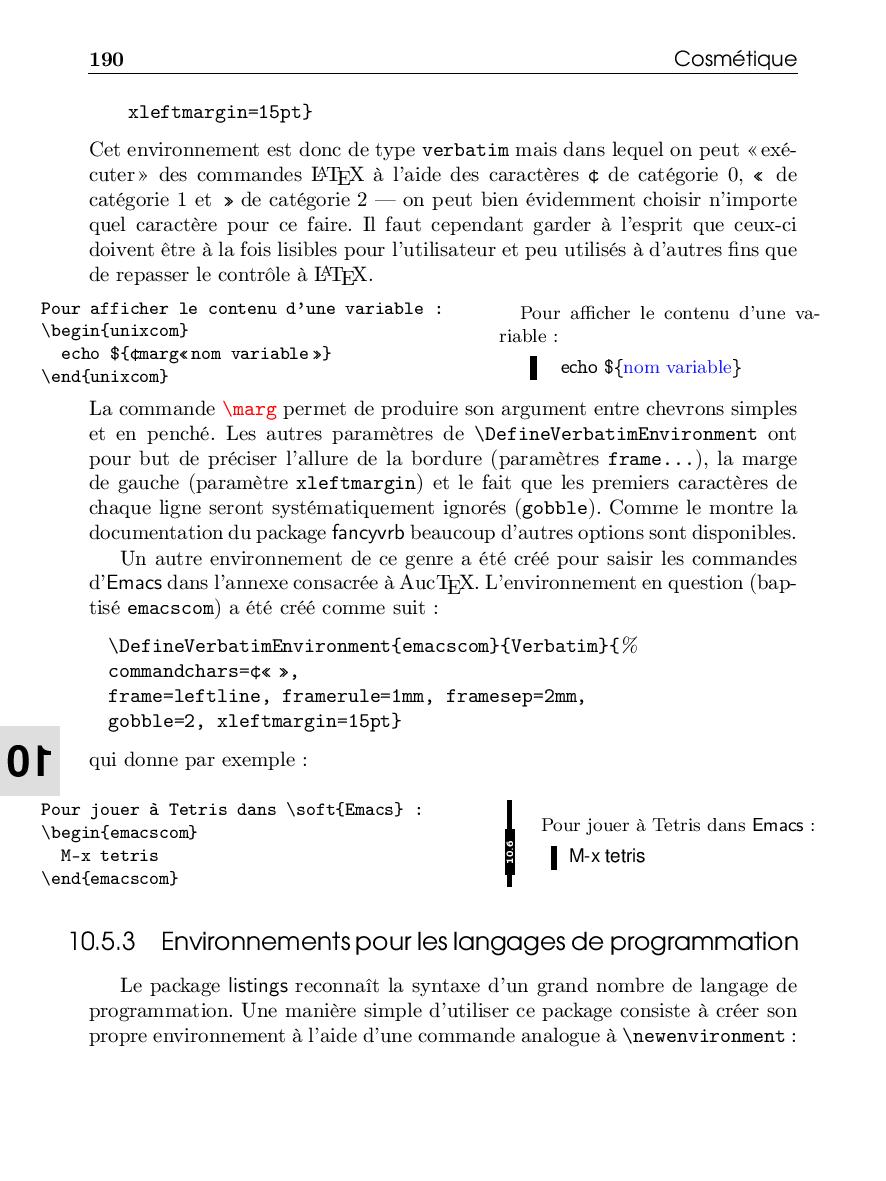 190 Cosmétique
xleftmargin=15pt}
Cet environnement est donc de type verbatim mais dans lequel on peut « exé-
cuter » des commandes LATEX à l'aide des caractères ¢ de catégorie 0, « de
catégorie 1 et » de catégorie 2 — on peut bien évidemment choisir n'importe
quel caractère pour ce faire. Il faut cependant garder à l'esprit que ceux-ci
doivent être à la fois lisibles pour l'utilisateur et peu utilisés à d'autres fins que
de repasser le contrôle à LATEX.
Pour afficher le contenu d'une variable :
\begin{unixcom}
  echo ${¢marg«nom variable»}
\end{unixcom}
Pour afficher le contenu d'une va-
riable :
echo ${nom variable}
La commande \marg permet de produire son argument entre chevrons simples
et en penché. Les autres paramètres de \DefineVerbatimEnvironment ont
pour but de préciser l'allure de la bordure (paramètres frame...), la marge
de gauche (paramètre xleftmargin) et le fait que les premiers caractères de
chaque ligne seront systématiquement ignorés (gobble). Comme le montre la
documentation du package fancyvrb beaucoup d'autres options sont disponibles.
Un autre environnement de ce genre a été créé pour saisir les commandes
d'Emacs dans l'annexe consacrée à AucTEX. L'environnement en question (bap-
tisé emacscom) a été créé comme suit :
\DefineVerbatimEnvironment{emacscom}{Verbatim}{%
commandchars=¢«»,
frame=leftline, framerule=1mm, framesep=2mm,
gobble=2, xleftmargin=15pt}
10
qui donne par exemple :
Pour jouer à Tetris dans \soft{Emacs} :
\begin{emacscom}
  M-x tetris
\end{emacscom}
10.6
Pour jouer à Tetris dans Emacs :
M-x tetris
10.5.3 Environnements pour les langages de programmation
Le package listings reconnaît la syntaxe d'un grand nombre de langage de
programmation. Une manière simple d'utiliser ce package consiste à créer son
propre environnement à l'aide d'une commande analogue à \newenvironment :